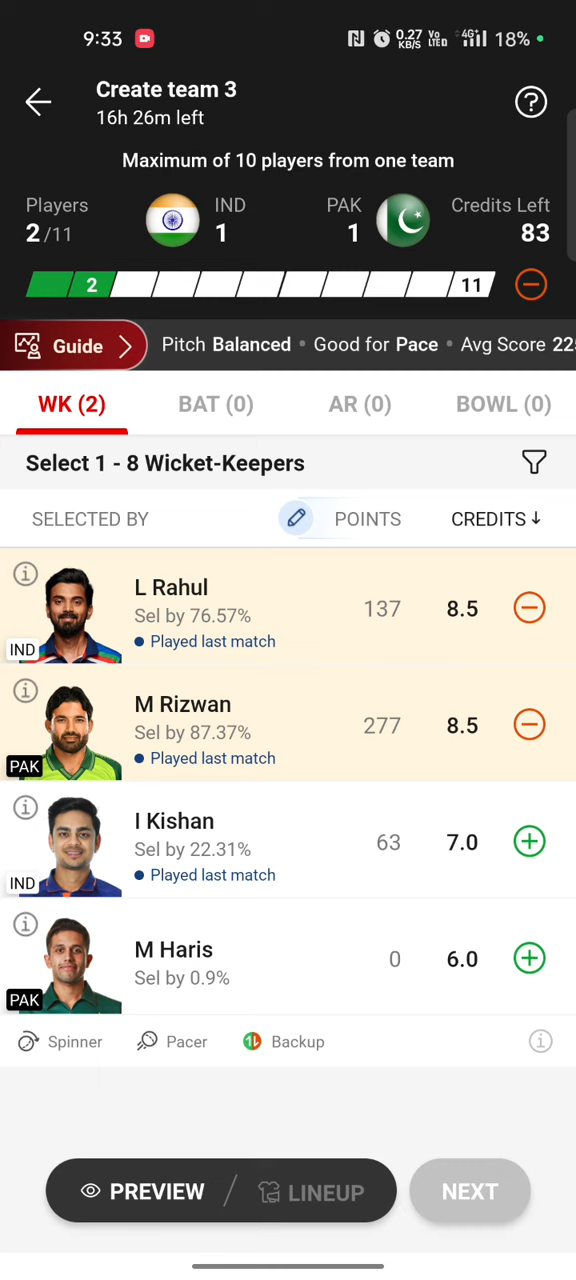 9:33 0.27 KB/S Vo LTED 4G 18%
Create team 3
16h 26m left
Maximum of 10 players from one team
Players IND PAK Credits Left
2/11 1 1 83
2 11
Guide Pitch Balanced • Good for Pace • Avg Score 225
WK (2) BAT (0) AR (0) BOWL (0)
Select 1 - 8 Wicket-Keepers
SELECTED BY POINTS CREDITS ↓
L Rahul
Sel by 76.57% 137 8.5
IND • Played last match
M Rizwan
Sel by 87.37% 277 8.5
PAK • Played last match
I Kishan
Sel by 22.31% 63 7.0
IND • Played last match
M Haris
Sel by 0.9% 0 6.0
PAK
Spinner Pacer Backup
PREVIEW / LINEUP NEXT